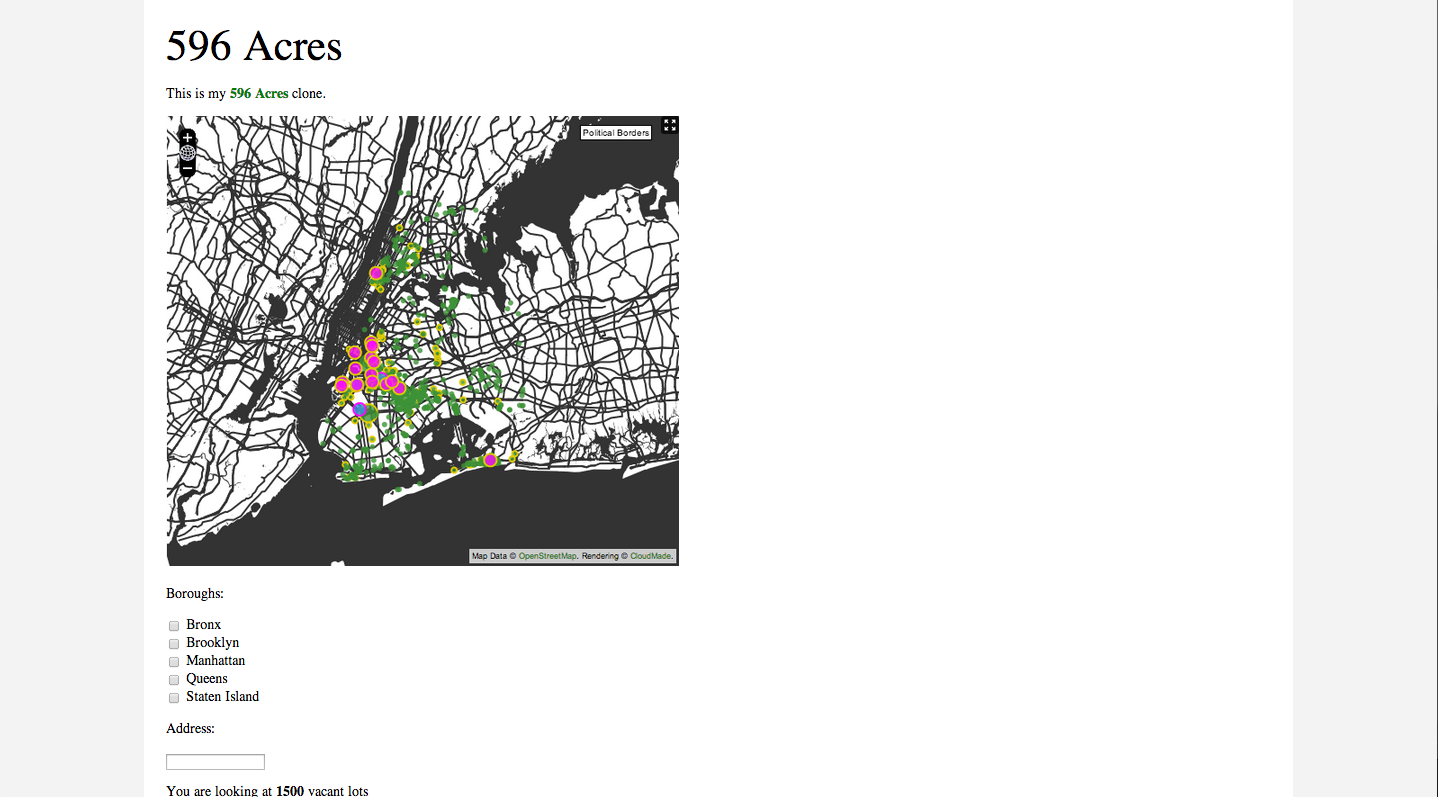 596 Acres
This is my 596 Acres clone.
+
Political Borders
−
Map Data © OpenStreetMap. Rendering © CloudMade.
Boroughs:
Bronx
Brooklyn
Manhattan
Queens
Staten Island
Address:
You are looking at 1500 vacant lots